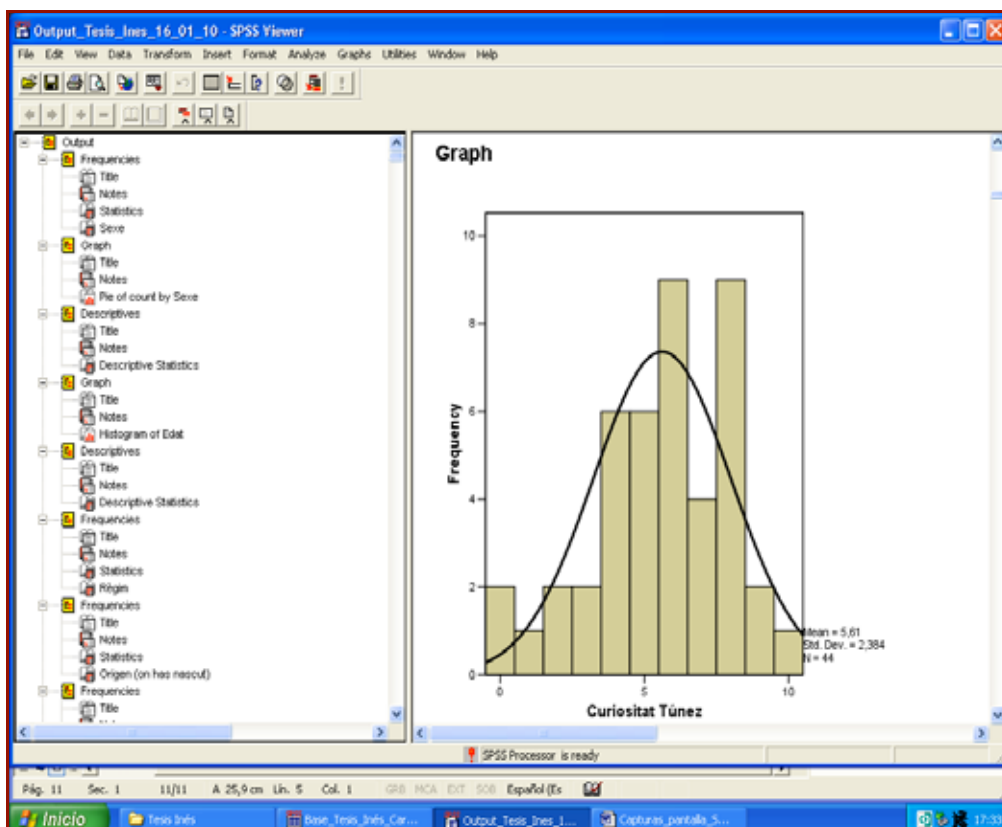 Output_Tesis_Ines_16_01_10 - SPSS Viewer
File Edit View Data Transform Insert Format Analyze Graphs Utilities Window Help
Output
Frequencies
Title
Notes
Statistics
Sexe
Graph
Title
Notes
Pie of count by Sexe
Descriptives
Title
Notes
Descriptive Statistics
Graph
Title
Notes
Histogram of Edat
Descriptives
Title
Notes
Descriptive Statistics
Frequencies
Title
Notes
Statistics
Règim
Frequencies
Title
Notes
Statistics
Origen (on has nascut)
Frequencies
Title
Graph
10
8
6
4
2
0
Frequency
0 5 10
Curiositat Túnez
Mean = 5,61
Std. Dev. = 2,384
N = 44
SPSS Processor is ready
Pág. 11 Sec. 1 11/11 A 25,9 cm Lín. 5 Col. 1 GRB MCA EXT SOB Español (Es
Inicio Tesis Inés Base_Tesis_Inés_Car... Output_Tesis_Ines_1... Capturas_pantalla_S... 17:33